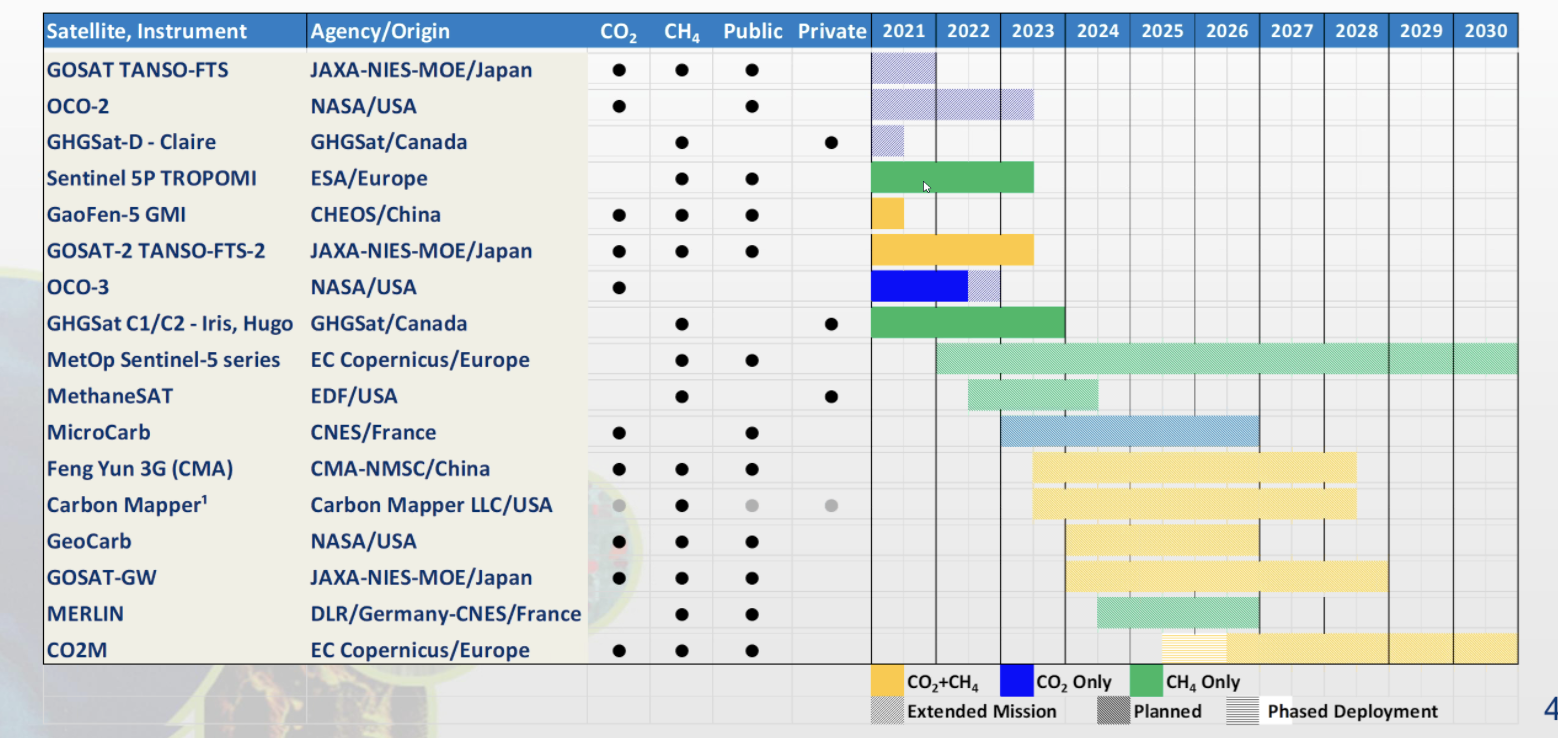 Satellite, Instrument Agency/Origin CO₂ CH₄ Public Private 2021 2022 2023 2024 2025 2026 2027 2028 2029 2030
GOSAT TANSO-FTS JAXA-NIES-MOE/Japan ● ● ●
OCO-2 NASA/USA ● ●
GHGSat-D - Claire GHGSat/Canada ● ●
Sentinel 5P TROPOMI ESA/Europe ● ●
GaoFen-5 GMI CHEOS/China ● ● ●
GOSAT-2 TANSO-FTS-2 JAXA-NIES-MOE/Japan ● ● ●
OCO-3 NASA/USA ●
GHGSat C1/C2 - Iris, Hugo GHGSat/Canada ● ●
MetOp Sentinel-5 series EC Copernicus/Europe ● ●
MethaneSAT EDF/USA ● ●
MicroCarb CNES/France ● ●
Feng Yun 3G (CMA) CMA-NMSC/China ● ● ●
Carbon Mapper¹ Carbon Mapper LLC/USA ● ● ● ●
GeoCarb NASA/USA ● ● ●
GOSAT-GW JAXA-NIES-MOE/Japan ● ● ●
MERLIN DLR/Germany-CNES/France ● ●
CO2M EC Copernicus/Europe ● ● ●
CO₂+CH₄ CO₂ Only CH₄ Only
Extended Mission Planned Phased Deployment
4